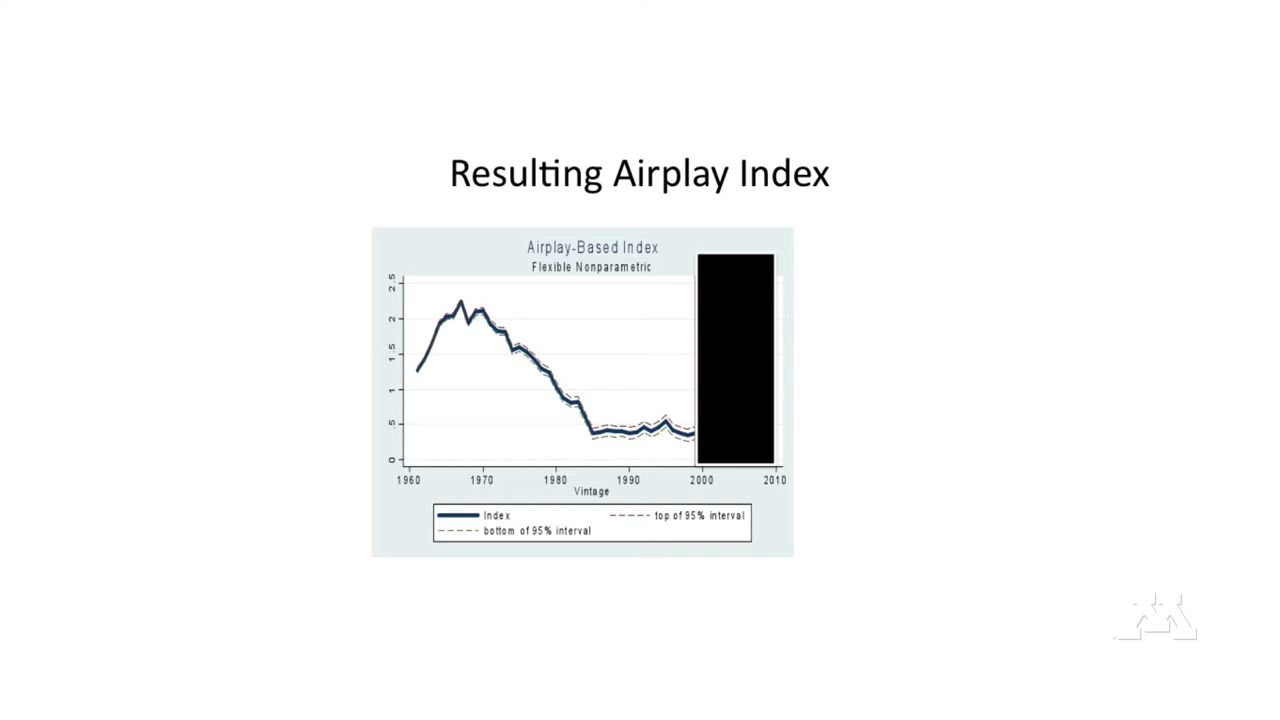 Resulting Airplay Index
Airplay-Based Index
Flexible Nonparametric
2.5
2
1.5
1
.5
0
1960 1970 1980 1990 2000 2010
Vintage
Index top of 95% interval
bottom of 95% interval